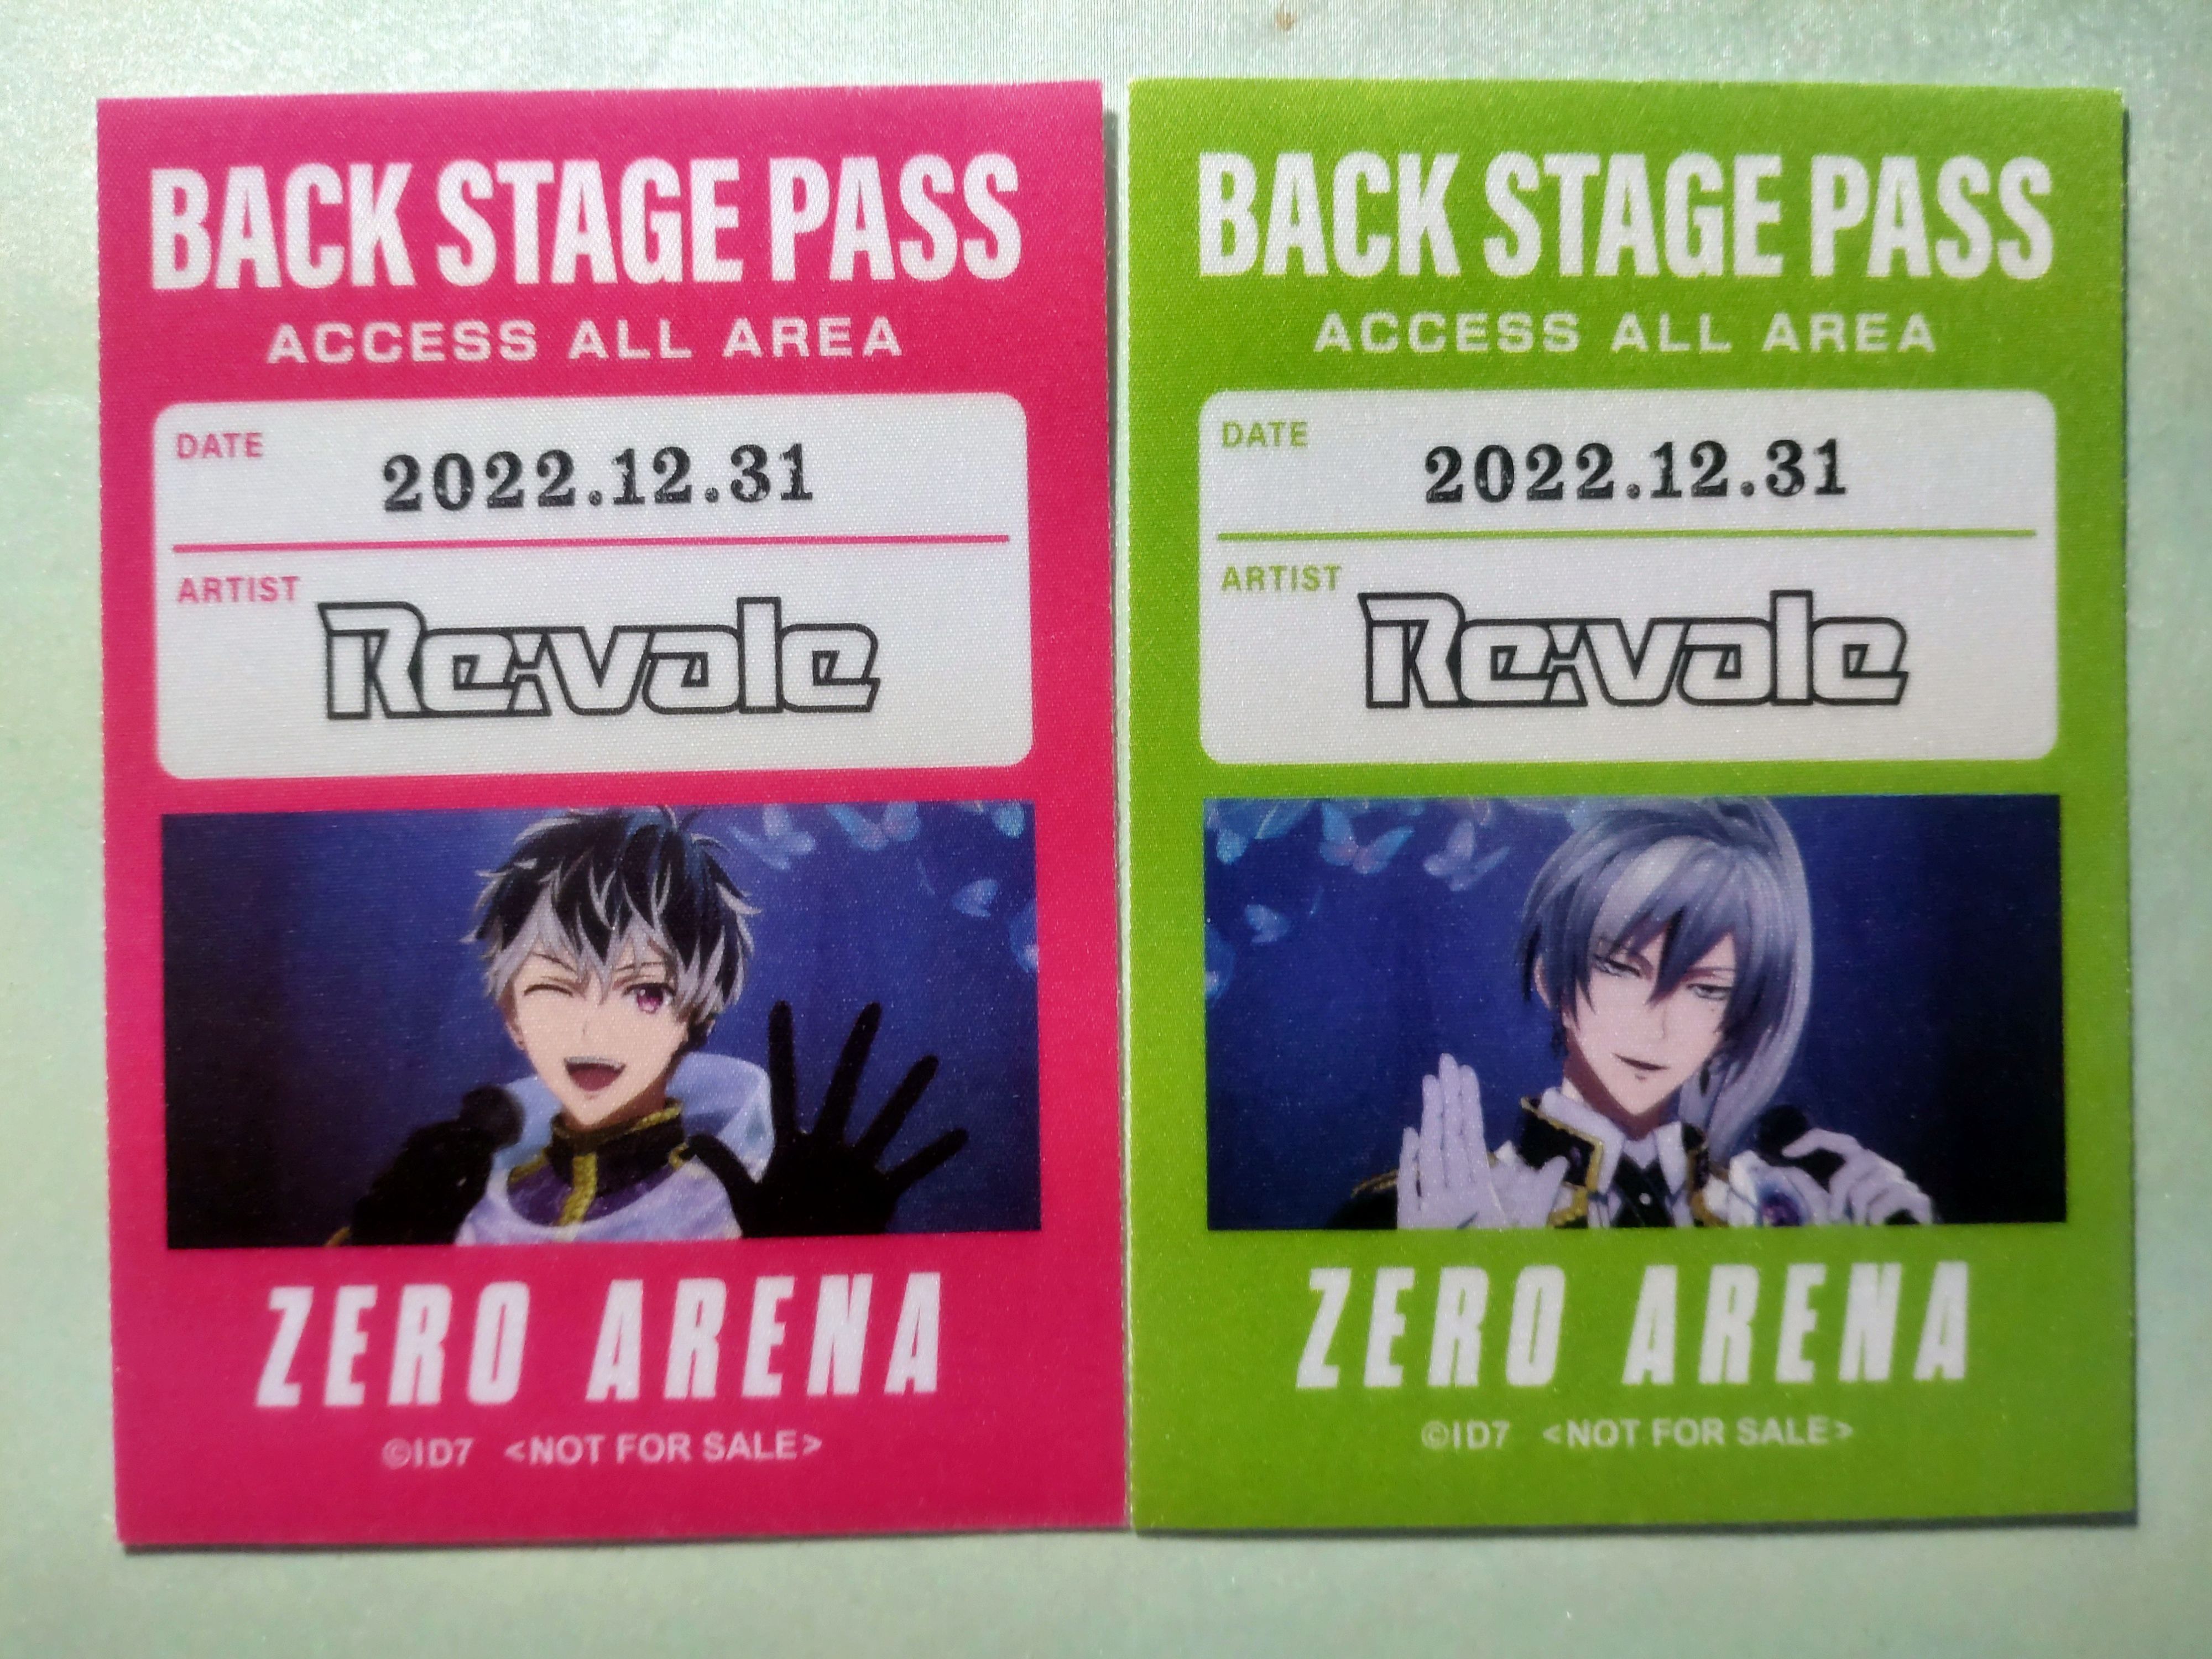 BACK STAGE PASS
ACCESS ALL AREA
DATE
2022.12.31
ARTIST
Re:vale
ZERO ARENA
©ID7 <NOT FOR SALE>
BACK STAGE PASS
ACCESS ALL AREA
DATE
2022.12.31
ARTIST
Re:vale
ZERO ARENA
©ID7 <NOT FOR SALE>